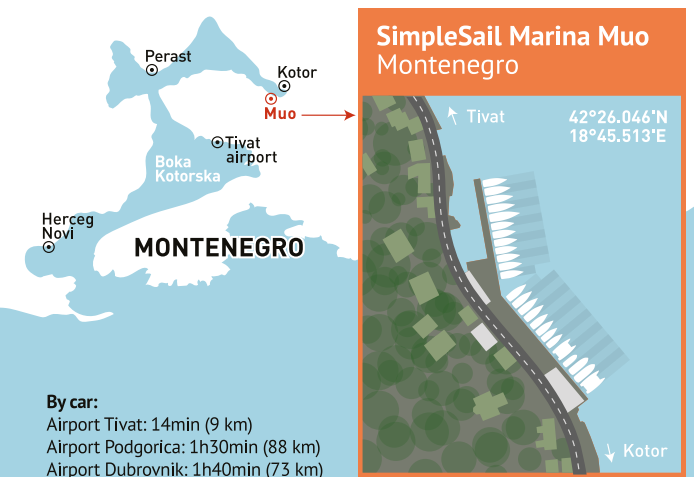 SimpleSail Marina Muo
Montenegro
Perast
Kotor
Muo
Tivat
airport
Boka
Kotorska
Herceg
Novi
MONTENEGRO
Tivat
42°26.046'N
18°45.513'E
Kotor
By car:
Airport Tivat: 14min (9 km)
Airport Podgorica: 1h30min (88 km)
Airport Dubrovnik: 1h40min (73 km)